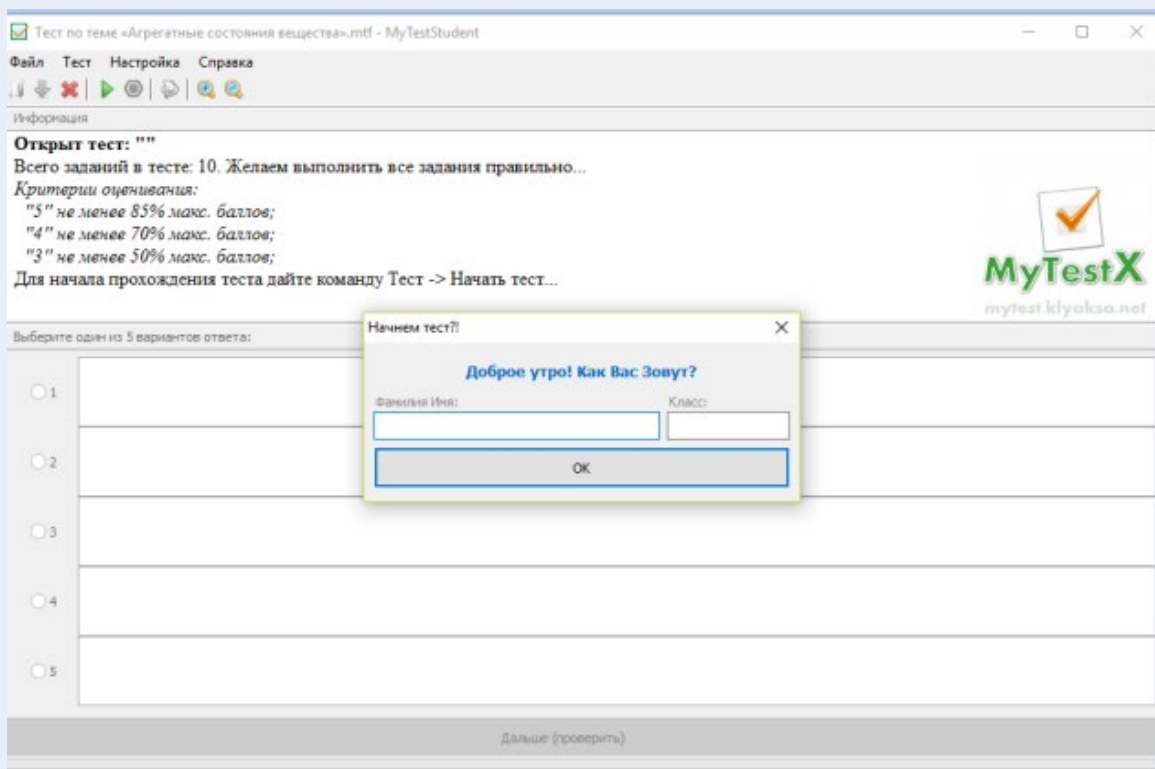 Тест по теме «Агрегатные состояния вещества».mtf - MyTestStudent
Файл Тест Настройка Справка
Информация
Открыт тест: ""
Всего заданий в тесте: 10. Желаем выполнить все задания правильно...
Критерии оценивания:
"5" не менее 85% макс. баллов;
"4" не менее 70% макс. баллов;
"3" не менее 50% макс. баллов;
Для начала прохождения теста дайте команду Тест -> Начать тест...
MyTestX
mytest.klyaksa.net
Выберите один из 5 вариантов ответа:
Начнем тест?!
Доброе утро! Как Вас Зовут?
Фамилия Имя: Класс:
OK
1
2
3
4
5
Дальше (проверить)